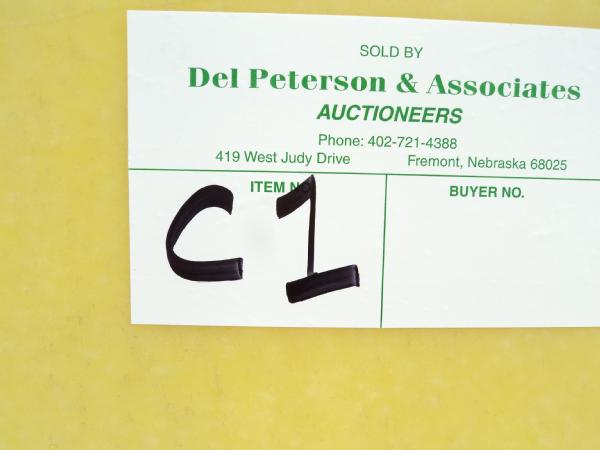 SOLD BY
Del Peterson & Associates
AUCTIONEERS
Phone: 402-721-4388
419 West Judy Drive Fremont, Nebraska 68025
ITEM NO. BUYER NO.
C1